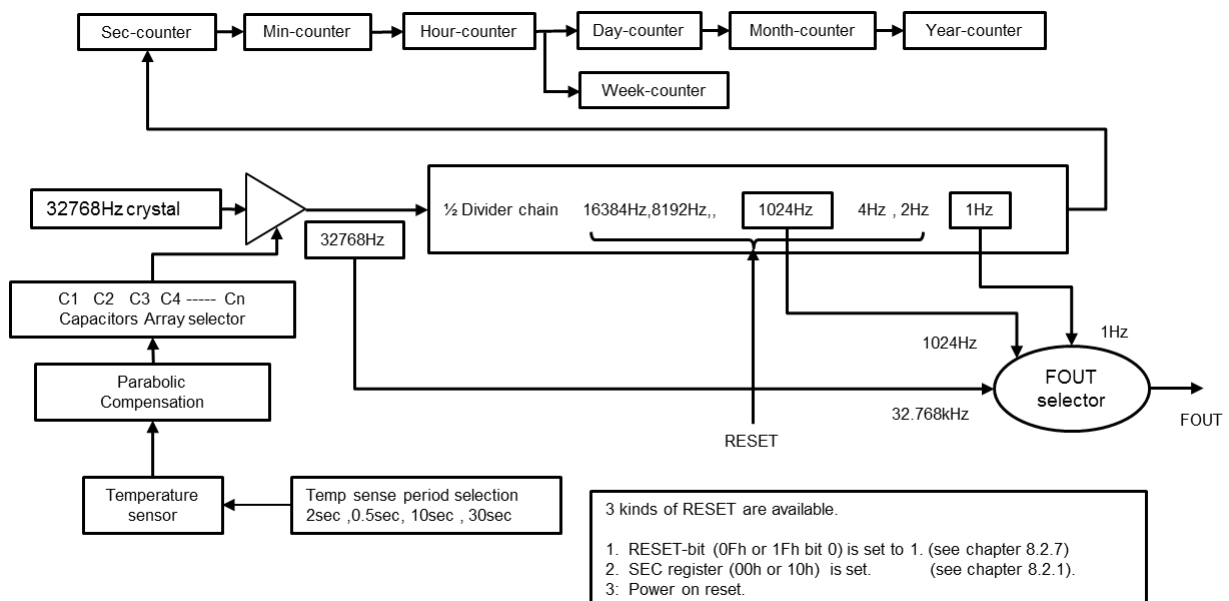 Sec-counter
Min-counter
Hour-counter
Day-counter
Month-counter
Year-counter
Week-counter
32768Hz crystal
½ Divider chain 16384Hz,8192Hz,, 1024Hz 4Hz , 2Hz 1Hz
32768Hz
C1 C2 C3 C4 ----- Cn
Capacitors Array selector
1024Hz
1Hz
Parabolic
Compensation
FOUT
selector
32.768kHz
FOUT
RESET
Temperature
sensor
Temp sense period selection
2sec ,0.5sec, 10sec , 30sec
3 kinds of RESET are available.
1. RESET-bit (0Fh or 1Fh bit 0) is set to 1. (see chapter 8.2.7)
2. SEC register (00h or 10h) is set. (see chapter 8.2.1).
3: Power on reset.